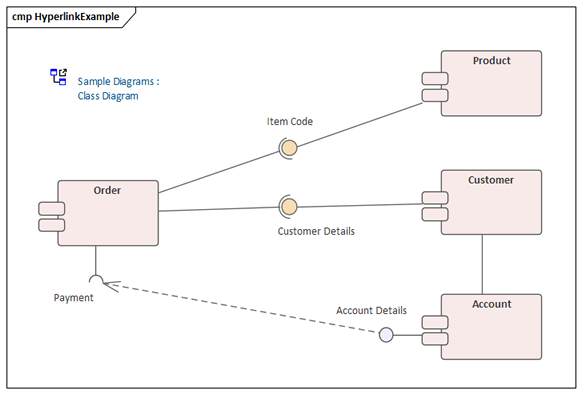 cmp HyperlinkExample
Product
Sample Diagrams :
Class Diagram
Item Code
Customer
Order
Customer Details
Payment
Account Details
Account